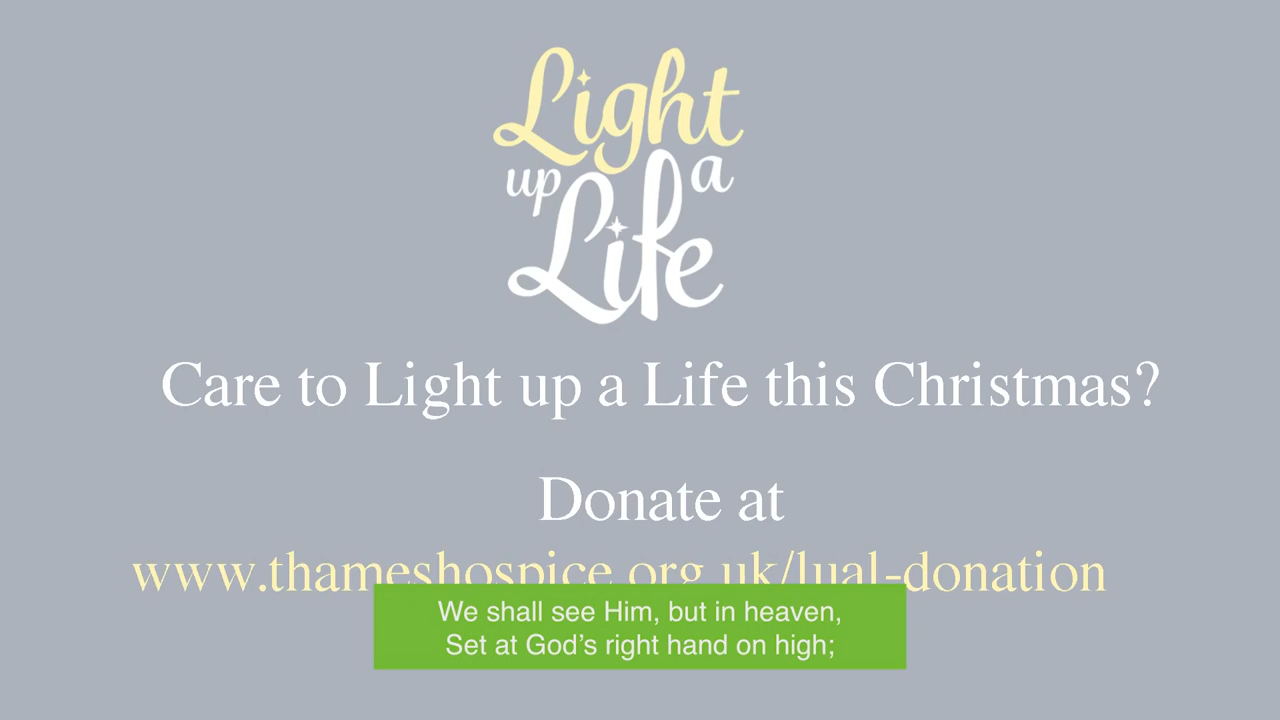 Light
up a
Life
Care to Light up a Life this Christmas?
Donate at
www.thameshospice.org.uk/lual-donation
We shall see Him, but in heaven,
Set at God’s right hand on high;